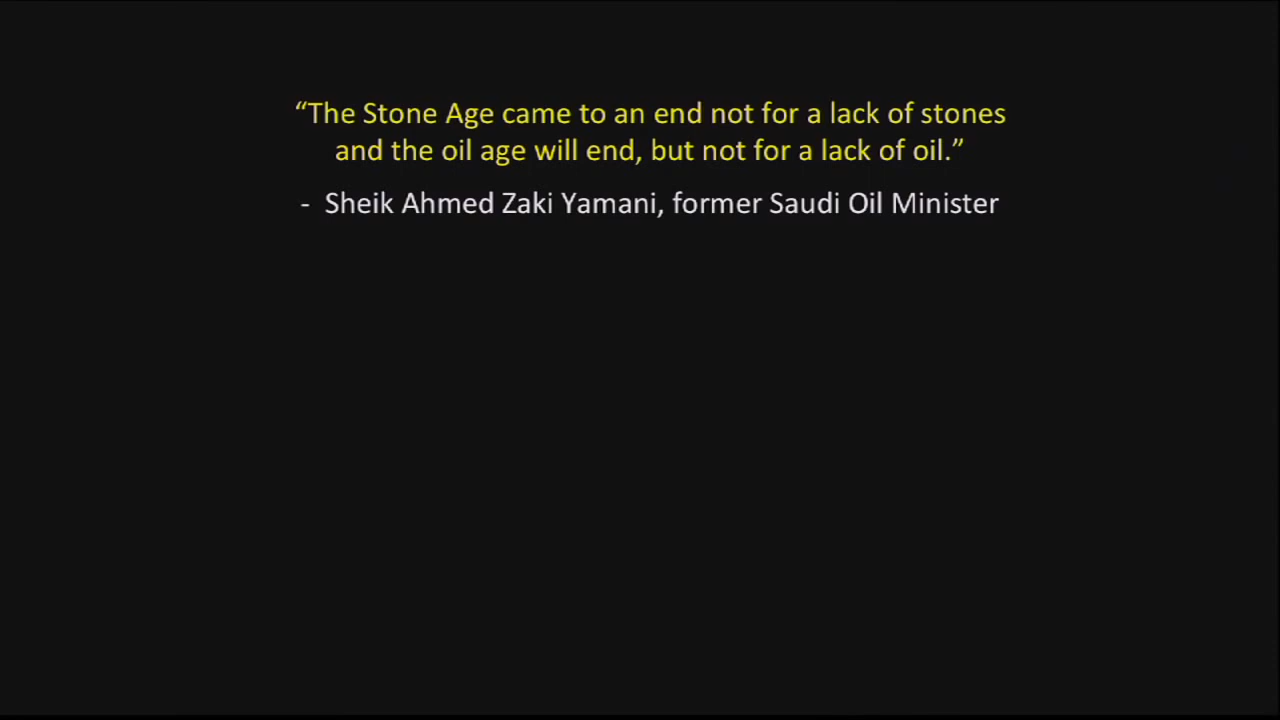 “The Stone Age came to an end not for a lack of stones
and the oil age will end, but not for a lack of oil.”
- Sheik Ahmed Zaki Yamani, former Saudi Oil Minister